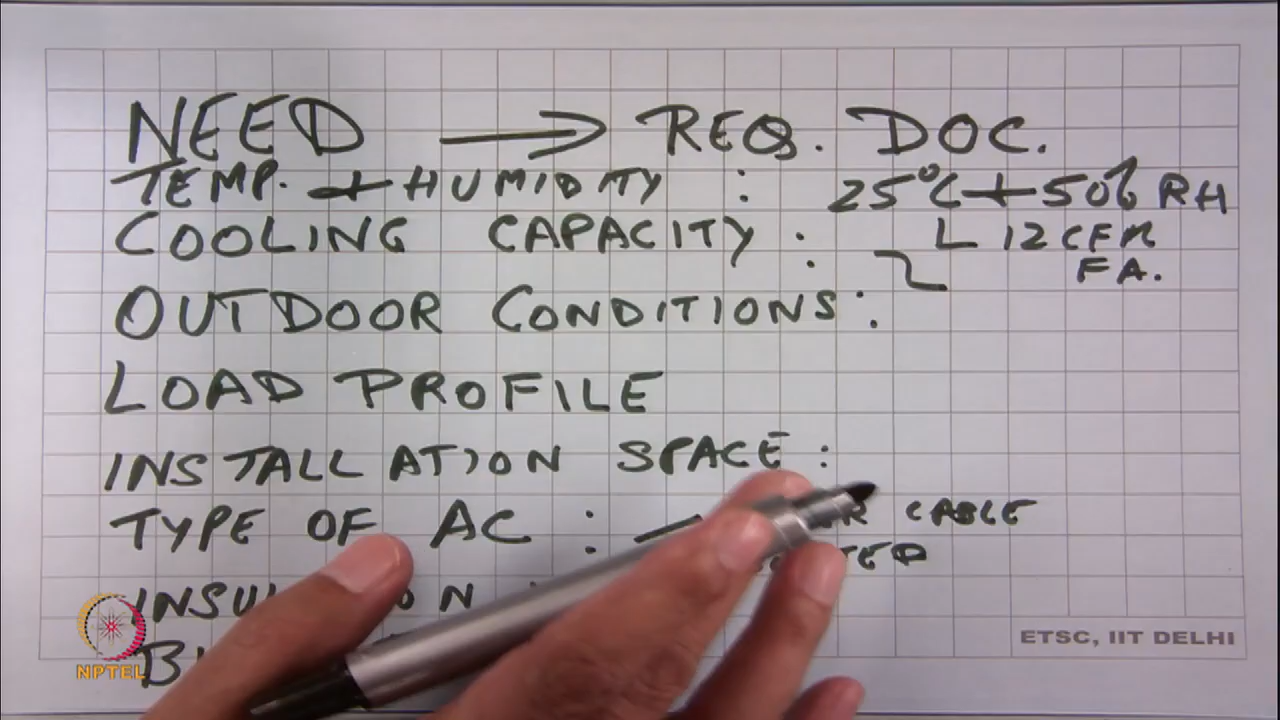 NEED → REQ. DOC.
TEMP. + HUMIDITY : 25°C + 50% RH
COOLING CAPACITY : L 12 CFM
FA.
OUTDOOR CONDITIONS :
LOAD PROFILE
INSTALLATION SPACE :
TYPE OF AC : CABLE
NPTEL
ETSC, IIT DELHI